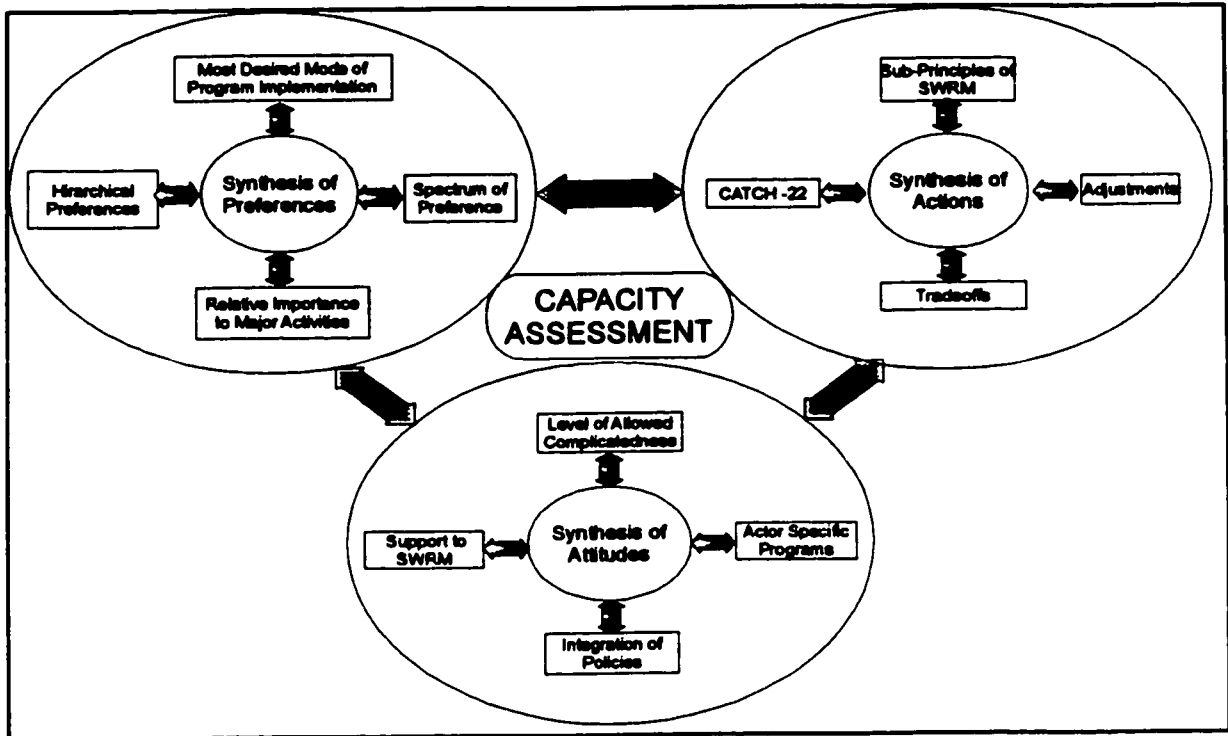 Most Desired Mode of
Program Implementation
Hirarchical
Preferences
Synthesis of
Preferences
Spectrum of
Preference
Relative Importance
to Major Activities
Sub-Principles of
SWRM
CATCH -22
Synthesis of
Actions
Adjustments
Tradeoffs
CAPACITY
ASSESSMENT
Level of Allowed
Complicatedness
Support to
SWRM
Synthesis of
Attitudes
Actor Specific
Programs
Integration of
Policies